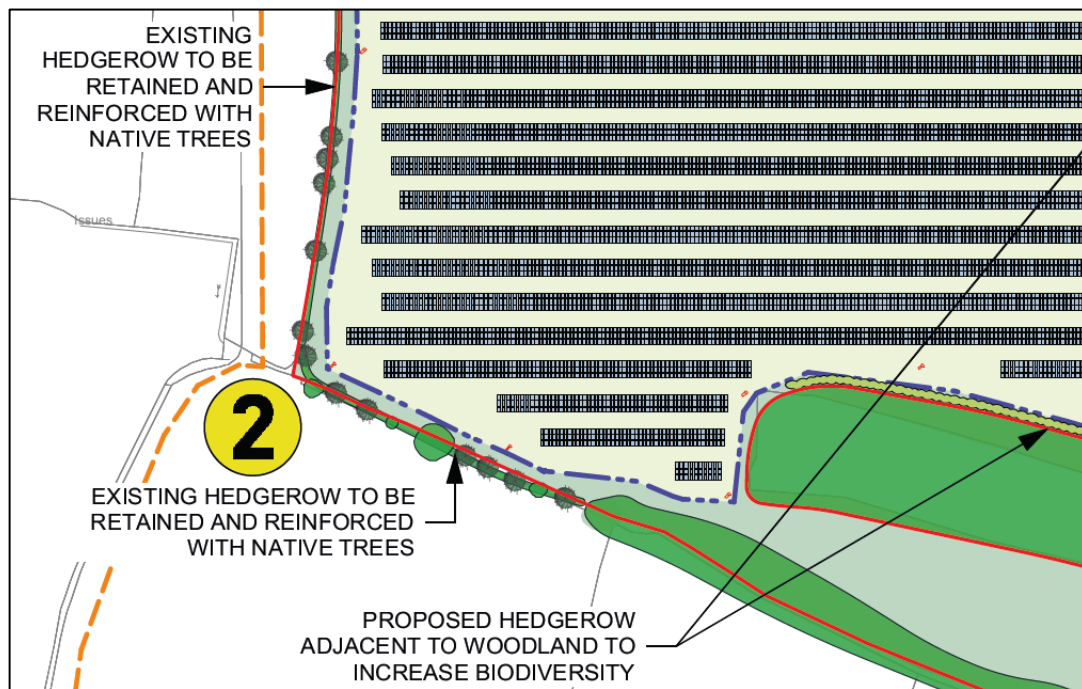 EXISTING
HEDGEROW TO BE
RETAINED AND
REINFORCED WITH
NATIVE TREES
Issues
2
EXISTING HEDGEROW TO BE
RETAINED AND REINFORCED
WITH NATIVE TREES
PROPOSED HEDGEROW
ADJACENT TO WOODLAND TO
INCREASE BIODIVERSITY